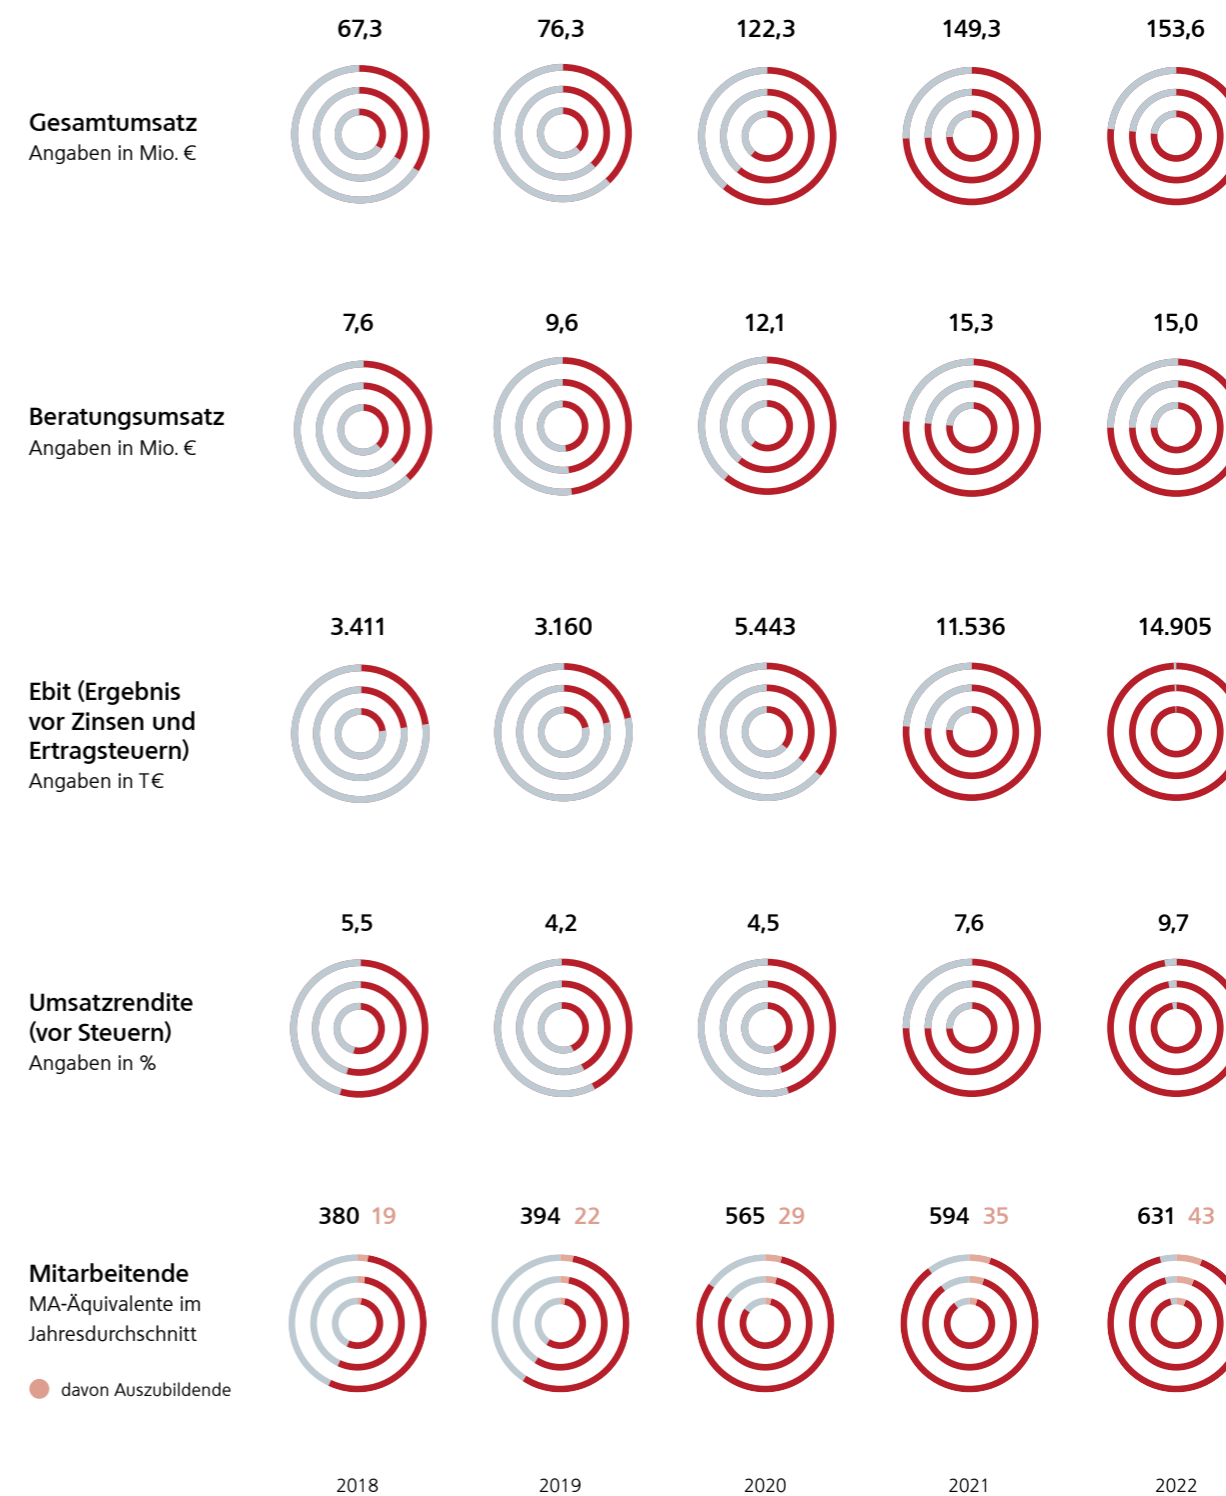 67,3 76,3 122,3 149,3 153,6
Gesamtumsatz
Angaben in Mio. €
7,6 9,6 12,1 15,3 15,0
Beratungsumsatz
Angaben in Mio. €
3.411 3.160 5.443 11.536 14.905
Ebit (Ergebnis
vor Zinsen und
Ertragsteuern)
Angaben in T€
5,5 4,2 4,5 7,6 9,7
Umsatzrendite
(vor Steuern)
Angaben in %
380 19 394 22 565 29 594 35 631 43
Mitarbeitende
MA-Äquivalente im
Jahresdurchschnitt
davon Auszubildende
2018 2019 2020 2021 2022